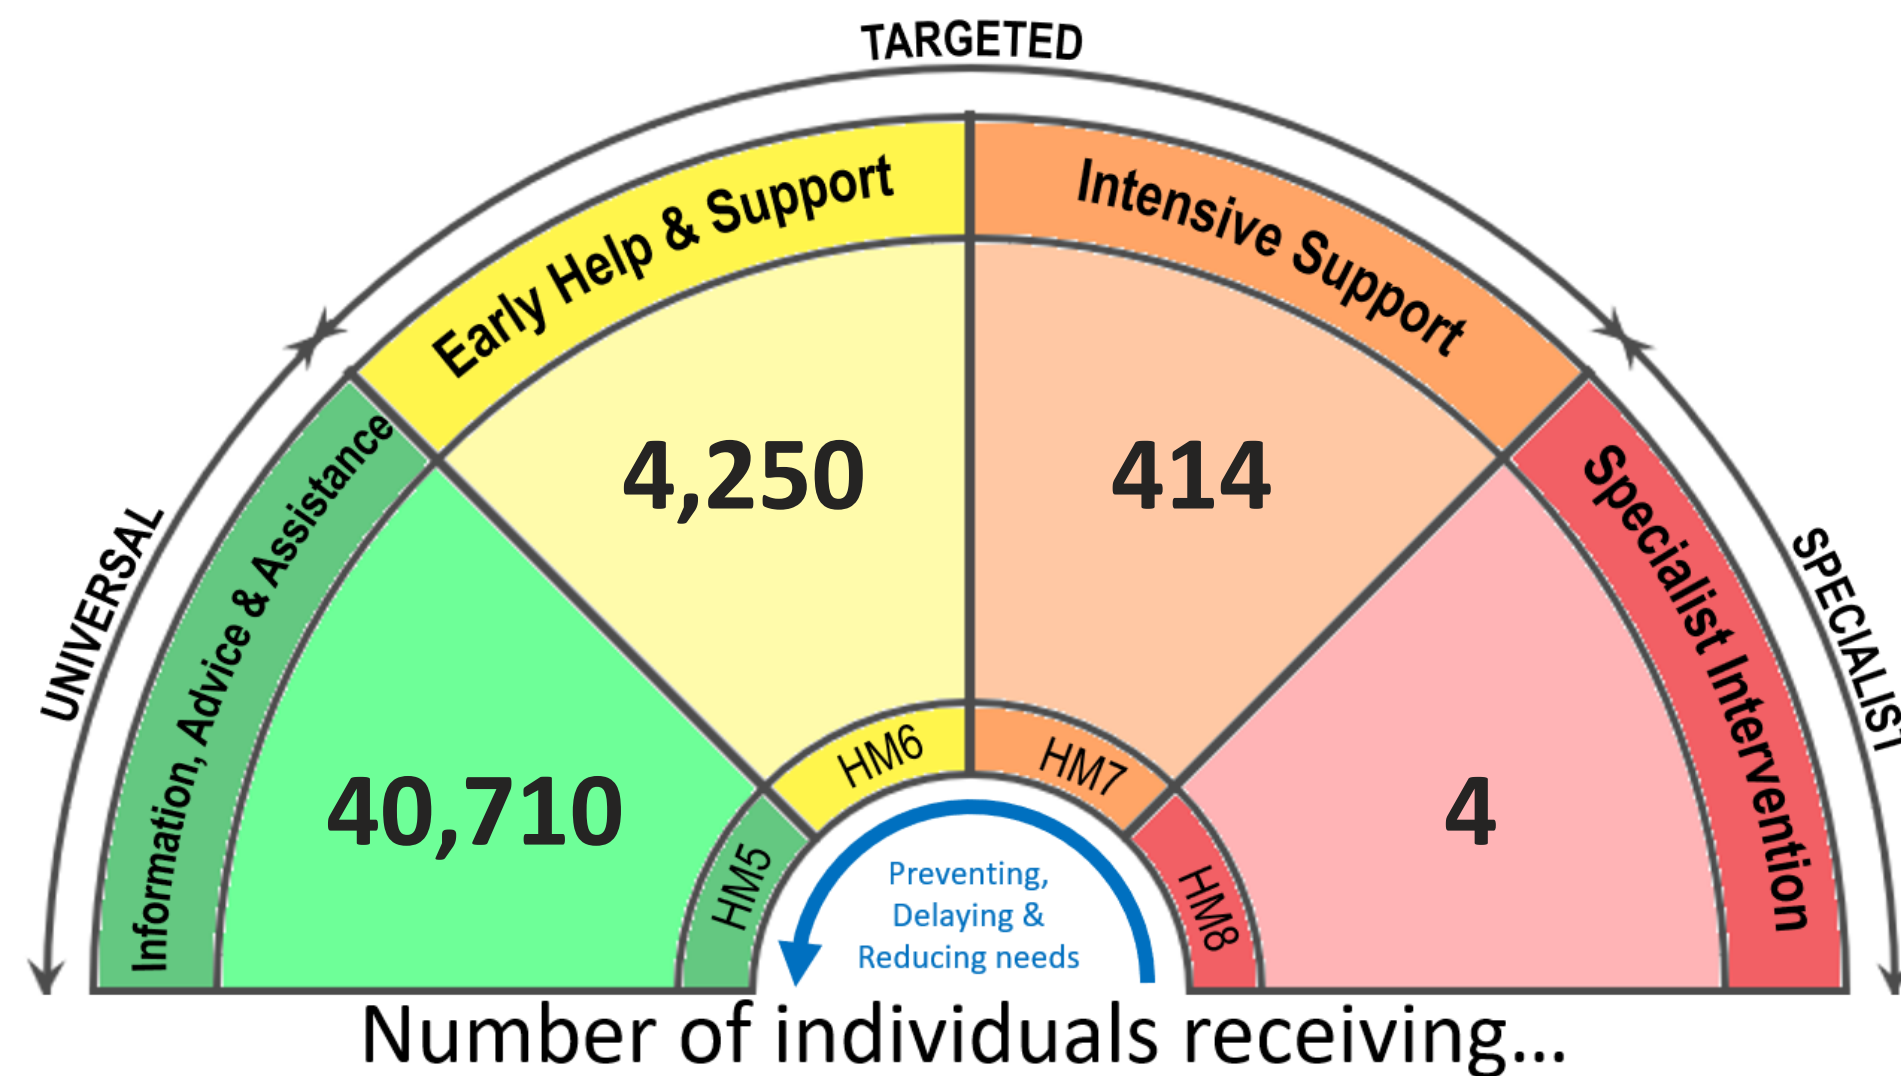 TARGETED
UNIVERSAL
SPECIALIST
Information, Advice & Assistance
Early Help & Support
Intensive Support
Specialist Intervention
40,710
4,250
414
4
HM5
HM6
HM7
HM8
Preventing,
Delaying &
Reducing needs
Number of individuals receiving...